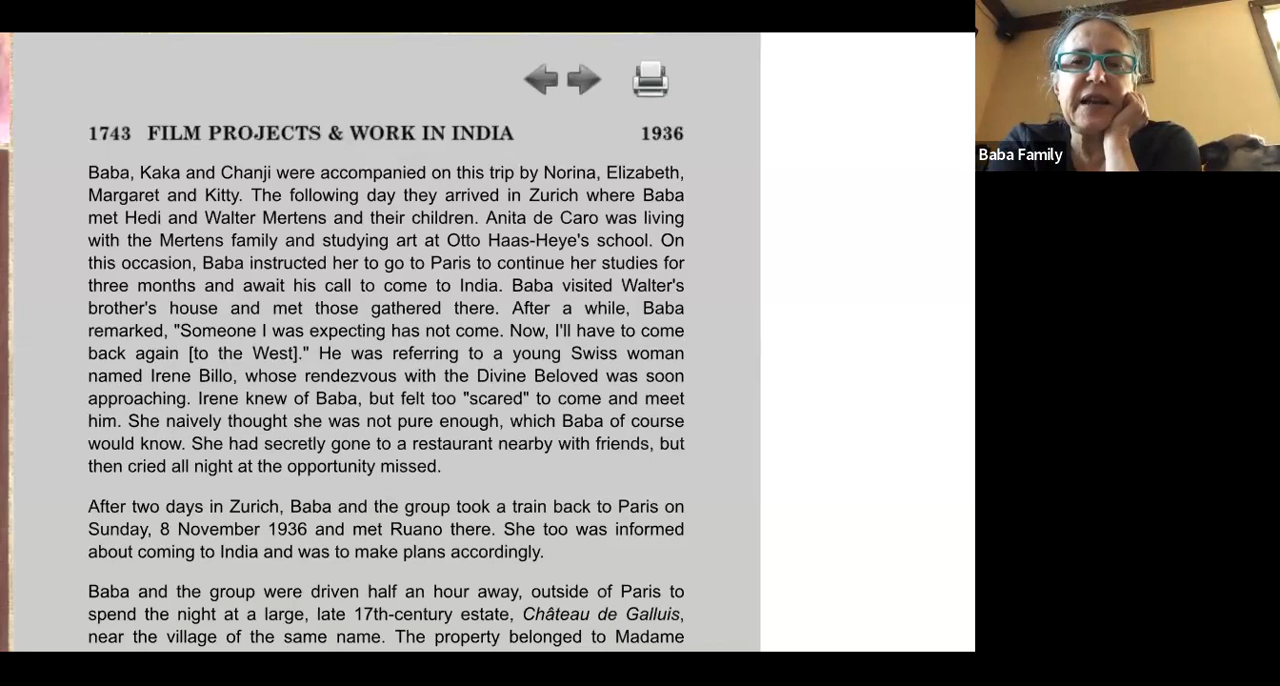 1743 FILM PROJECTS & WORK IN INDIA 1936
Baba, Kaka and Chanji were accompanied on this trip by Norina, Elizabeth,
Margaret and Kitty. The following day they arrived in Zurich where Baba
met Hedi and Walter Mertens and their children. Anita de Caro was living
with the Mertens family and studying art at Otto Haas-Heye's school. On
this occasion, Baba instructed her to go to Paris to continue her studies for
three months and await his call to come to India. Baba visited Walter's
brother's house and met those gathered there. After a while, Baba
remarked, "Someone I was expecting has not come. Now, I'll have to come
back again [to the West]." He was referring to a young Swiss woman
named Irene Billo, whose rendezvous with the Divine Beloved was soon
approaching. Irene knew of Baba, but felt too "scared" to come and meet
him. She naively thought she was not pure enough, which Baba of course
would know. She had secretly gone to a restaurant nearby with friends, but
then cried all night at the opportunity missed.
After two days in Zurich, Baba and the group took a train back to Paris on
Sunday, 8 November 1936 and met Ruano there. She too was informed
about coming to India and was to make plans accordingly.
Baba and the group were driven half an hour away, outside of Paris to
spend the night at a large, late 17th-century estate, Château de Galluis,
near the village of the same name. The property belonged to Madame
Baba Family